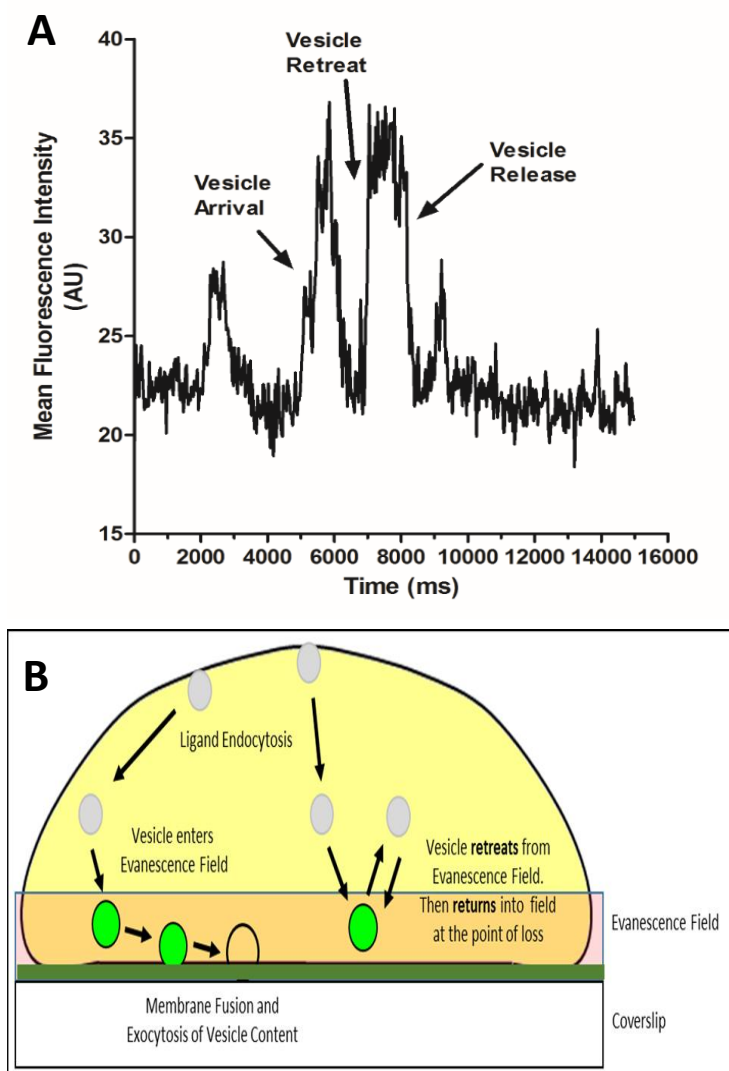 A
Mean Fluorescence Intensity
(AU)
40
35
30
25
20
15
Vesicle
Retreat
Vesicle
Arrival
Vesicle
Release
0 2000 4000 6000 8000 10000 12000 14000 16000
Time (ms)
B
Ligand Endocytosis
Vesicle enters
Evanescence Field
Vesicle retreats from
Evanescence Field.
Then returns into field
at the point of loss
Evanescence Field
Membrane Fusion and
Exocytosis of Vesicle Content
Coverslip